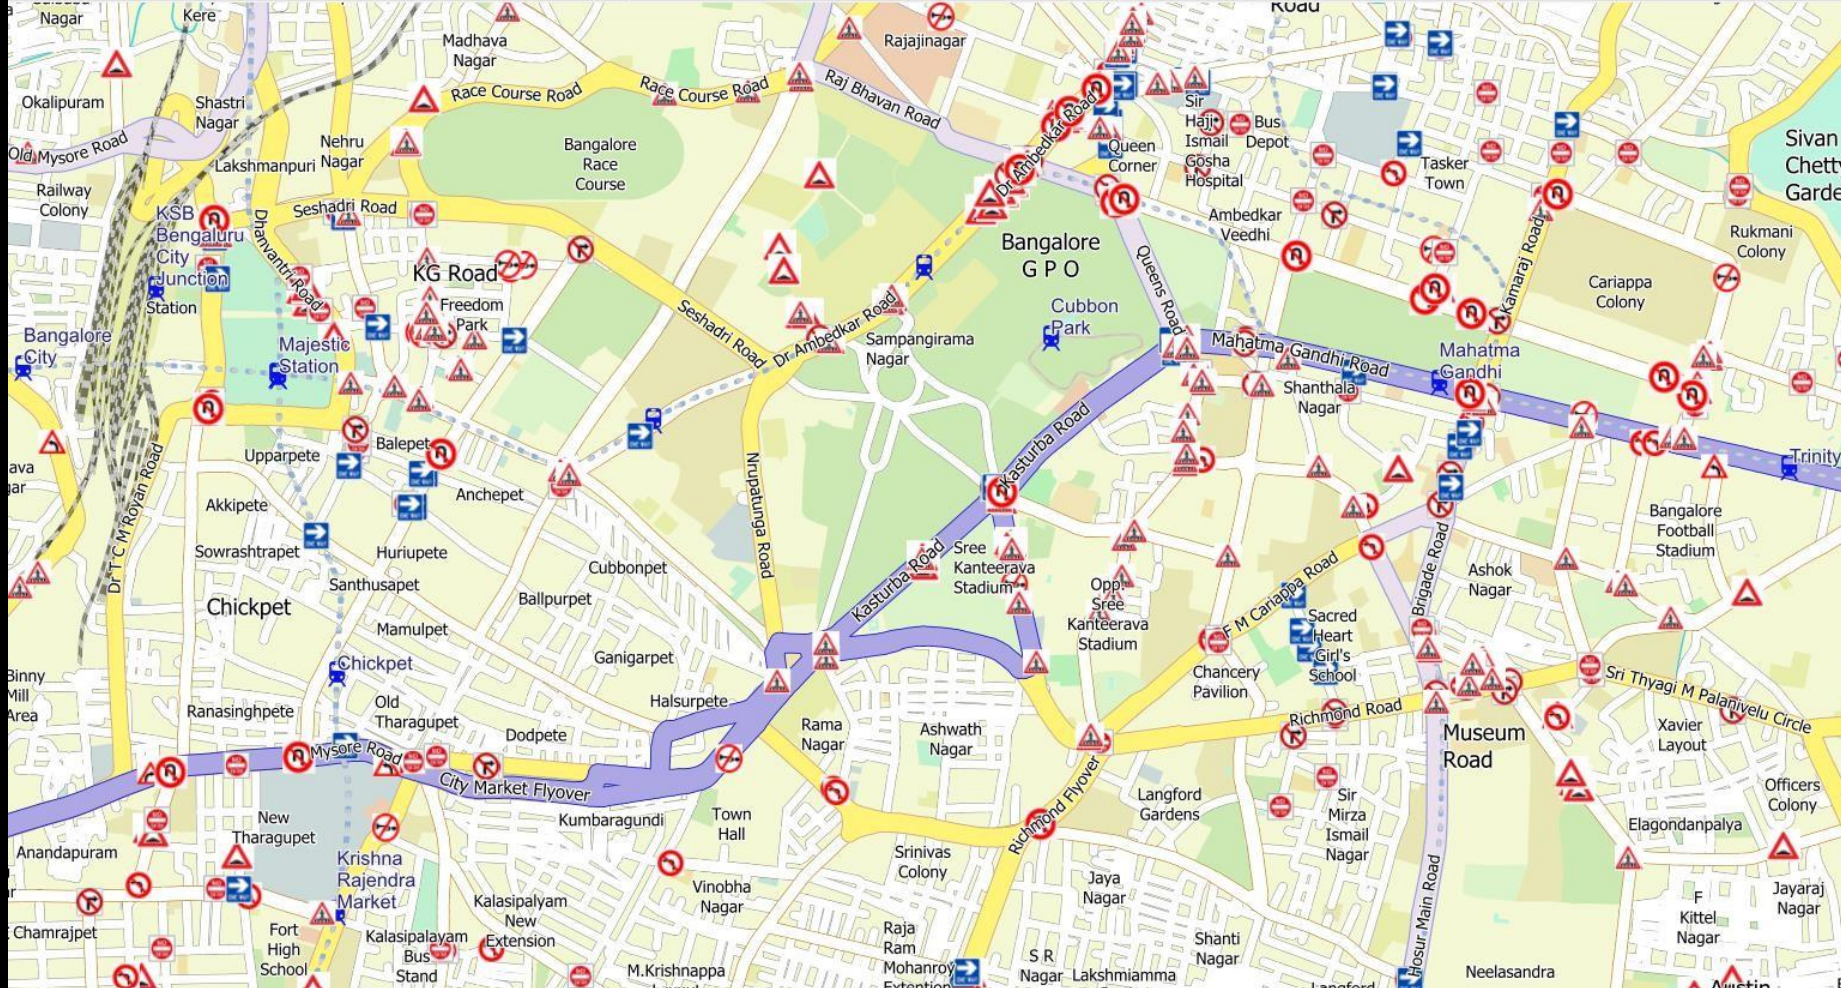 Nagar
Kere
Madhava
Nagar
Rajajinagar
Road
Okalipuram
Shastri
Nagar
Race Course Road
Race Course Road
Raj Bhavan Road
Old Mysore Road
Nehru
Nagar
Lakshmanpuri
Bangalore
Race
Course
Dr Ambedkar Road
Sir
Hajj
Ismail
Gosha
Hospital
Bus
Depot
Queen
Corner
Tasker
Town
Sivan
Chett
Garde
Railway
Colony
KSB
Bengaluru
City
Junction
Station
Seshadri Road
Dhanvantri Road
KG Road
Freedom
Park
Bangalore
G P O
Ambedkar
Veedhi
Queens Road
Kamaraj Road
Rukmani
Colony
Cariappa
Colony
Cubbon
Park
Bangalore
City
Majestic
Station
Seshadri Road
Dr Ambedkar Road
Sampangirama
Nagar
Mahatma Gandhi Road
Mahatma
Gandhi
Shanthala
Nagar
Trinity
Upparpete
Balepet
Anchepet
Akkipete
Dr T C M Royan Road
Nrupatunga Road
Kasturba Road
Sowrashtrapet
Huriupete
Santhusapet
Cubbonpet
Ballpurpet
Chickpet
Mamulpet
Ganigarpet
Kasturba Road
Sree
Kanteerava
Stadium
Opp.
Sree
Kanteerava
Stadium
F M Cariappa Road
Brigade Road
Ashok
Nagar
Bangalore
Football
Stadium
Sacred
Heart
Girl's
School
Chancery
Pavilion
Binny
Mill
Area
Chickpet
Ranasinghpete
Old
Tharagupet
Dodpete
Halsurpete
Rama
Nagar
Ashwath
Nagar
Richmond Road
Museum
Road
Sri Thyagi M Palanivelu Circle
Xavier
Layout
Mysore Road
City Market Flyover
Kumbaragundi
Town
Hall
Richmond Flyover
Langford
Gardens
Sir
Mirza
Ismail
Nagar
Officers
Colony
Elagondanpalya
New
Tharagupet
Anandapuram
Krishna
Rajendra
Market
Srinivas
Colony
Vinobha
Nagar
Jaya
Nagar
Hosur Main Road
F
Kittel
Nagar
Jayaraj
Nagar
Chamrajpet
Fort
High
School
Kalasipalyam
New
Extension
Kalasipalayam
Bus
Stand
M.Krishnappa
Raja
Ram
Mohanroy
Extention
S R
Nagar
Lakshmiamma
Shanti
Nagar
Langford
Neelasandra
Austin